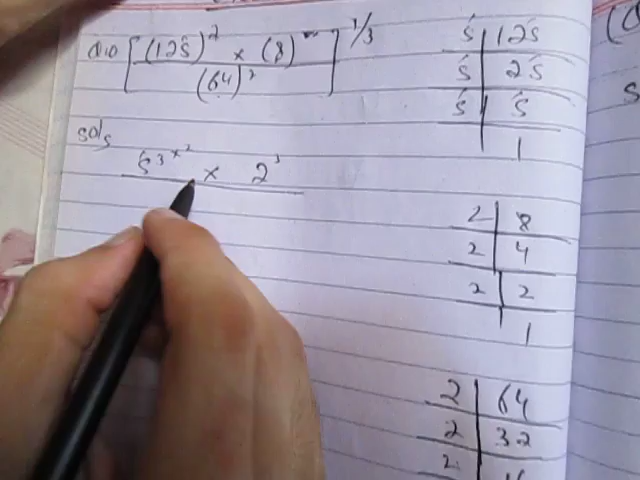 Q10 [(125)² × (8) / (64)²]^1/3
sol,
5^3×² × 2³
5 | 125
5 | 25
5 | 5
1
2 | 8
2 | 4
2 | 2
1
2 | 64
2 | 32
2